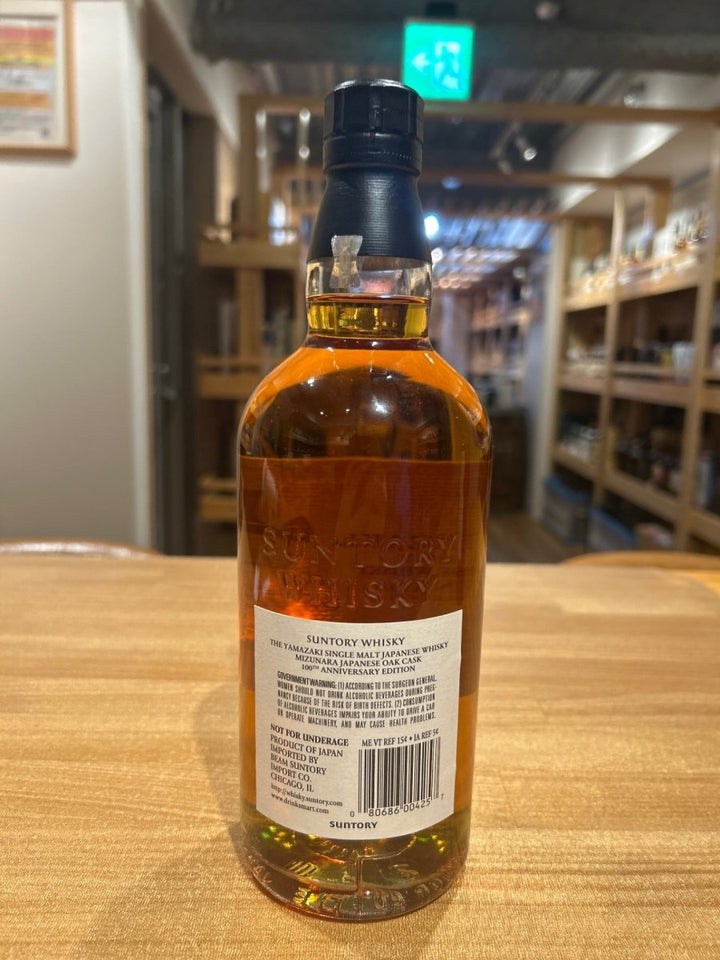 SUNTORY
WHISKY
SUNTORY WHISKY
THE YAMAZAKI SINGLE MALT JAPANESE WHISKY
MIZUNARA JAPANESE OAK CASK
100TH ANNIVERSARY EDITION
GOVERNMENT WARNING: (1) ACCORDING TO THE SURGEON GENERAL,
WOMEN SHOULD NOT DRINK ALCOHOLIC BEVERAGES DURING PREG-
NANCY BECAUSE OF THE RISK OF BIRTH DEFECTS. (2) CONSUMPTION
OF ALCOHOLIC BEVERAGES IMPAIRS YOUR ABILITY TO DRIVE A CAR
OR OPERATE MACHINERY, AND MAY CAUSE HEALTH PROBLEMS.
NOT FOR UNDERAGE
PRODUCT OF JAPAN
IMPORTED BY
BEAM SUNTORY
IMPORT CO.
CHICAGO, IL
http://whisky.suntory.com
www.drinksmart.com
ME VT REF 15¢ • IA REF 5¢
0 80686 00425 7
SUNTORY